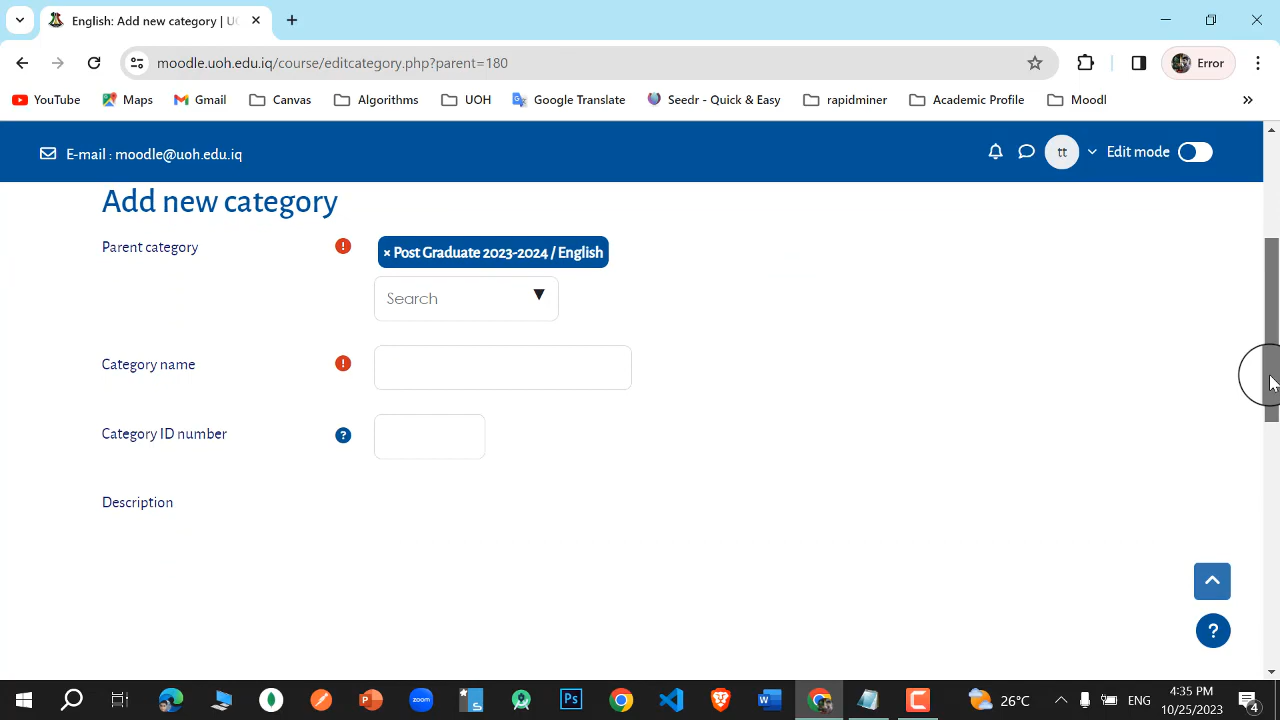 English: Add new category | UO
moodle.uoh.edu.iq/course/editcategory.php?parent=180
Error
YouTube Maps Gmail Canvas Algorithms UOH Google Translate Seedr - Quick & Easy rapidminer Academic Profile Moodl »
E-mail : moodle@uoh.edu.iq
tt
Edit mode
Add new category
Parent category
× Post Graduate 2023-2024 / English
Search ▼
Category name
Category ID number
Description
26°C
ENG
4:35 PM
10/25/2023
4